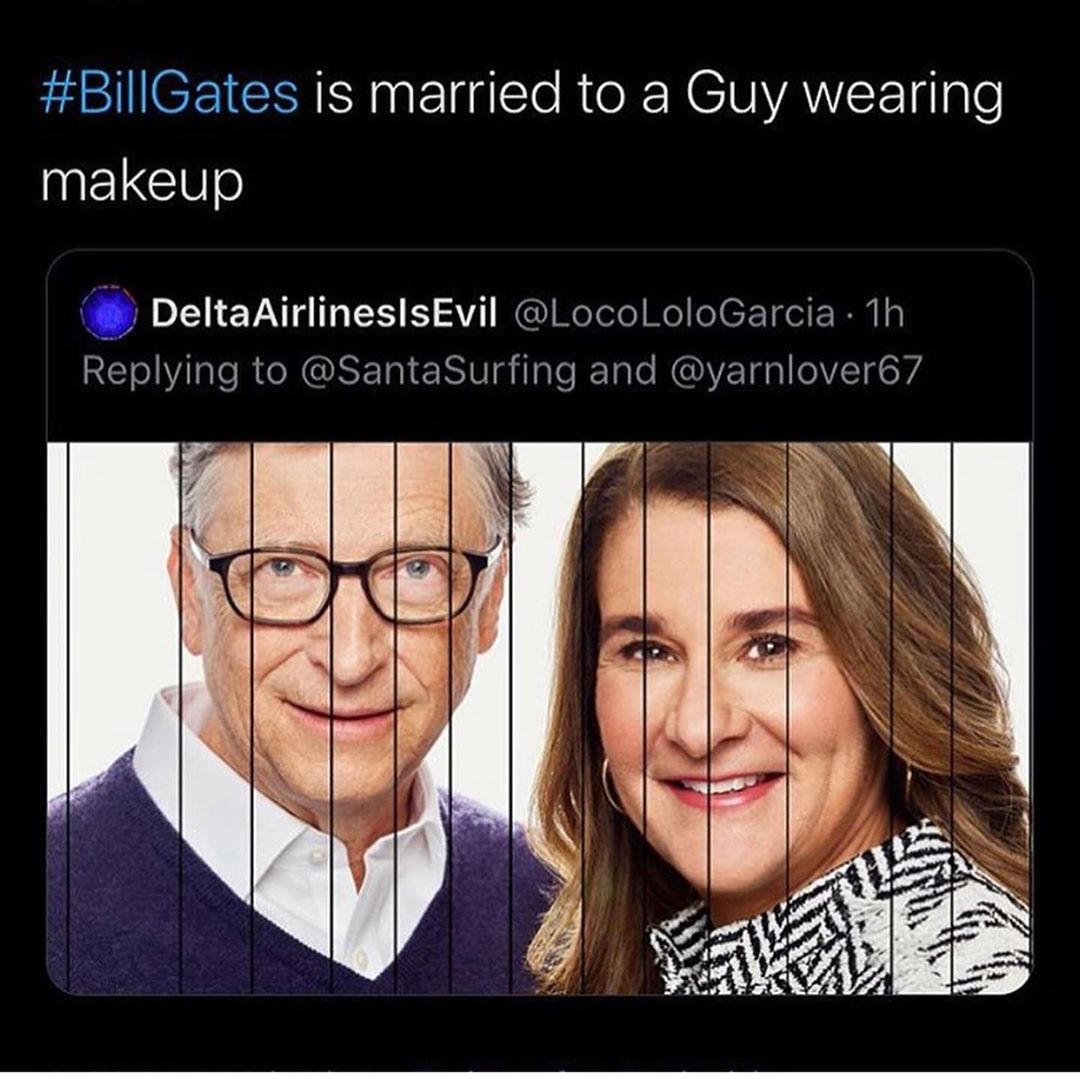 #BillGates is married to a Guy wearing
makeup
DeltaAirlinesIsEvil @LocoLoloGarcia · 1h
Replying to @SantaSurfing and @yarnlover67